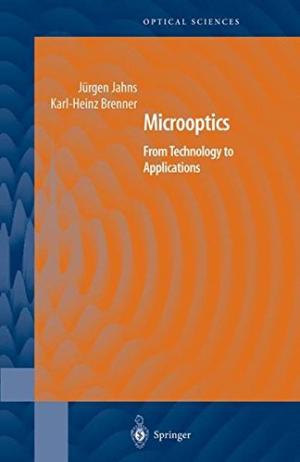 OPTICAL SCIENCES
Jürgen Jahns
Karl-Heinz Brenner
Microoptics
From Technology to
Applications
Springer